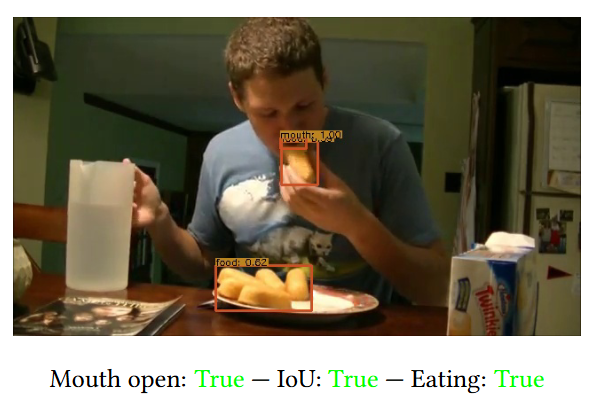 mouth: 1.00
food: 0.62
Twinkies
Mouth open: True — IoU: True — Eating: True